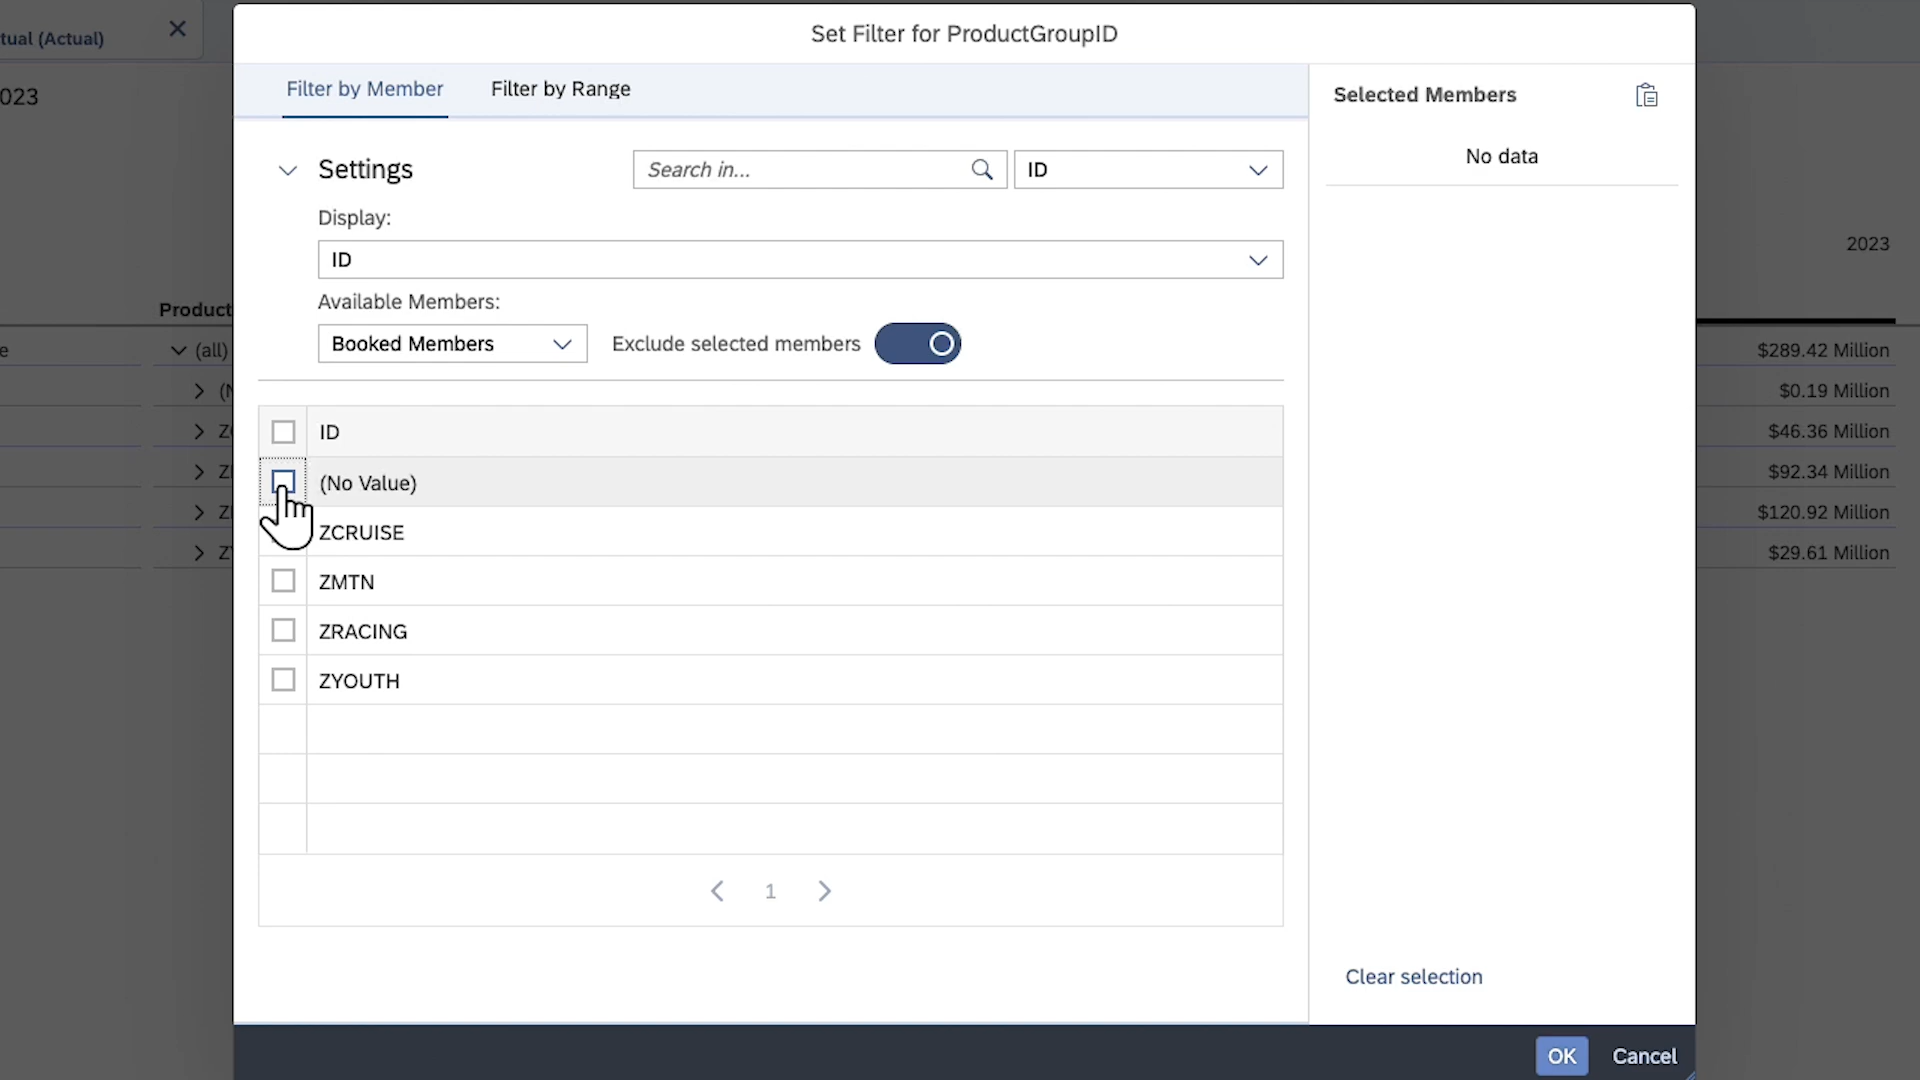 Set Filter for ProductGroupID
tual (Actual)
023
Filter by Member
Filter by Range
Selected Members
No data
Settings
Search in...
ID
Display:
ID
Available Members:
Booked Members
Exclude selected members
ID
(No Value)
ZCRUISE
ZMTN
ZRACING
ZYOUTH
1
Clear selection
OK
Cancel
2023
Product
e
(all)
$289.42 Million
(N
$0.19 Million
$46.36 Million
$92.34 Million
$120.92 Million
$29.61 Million